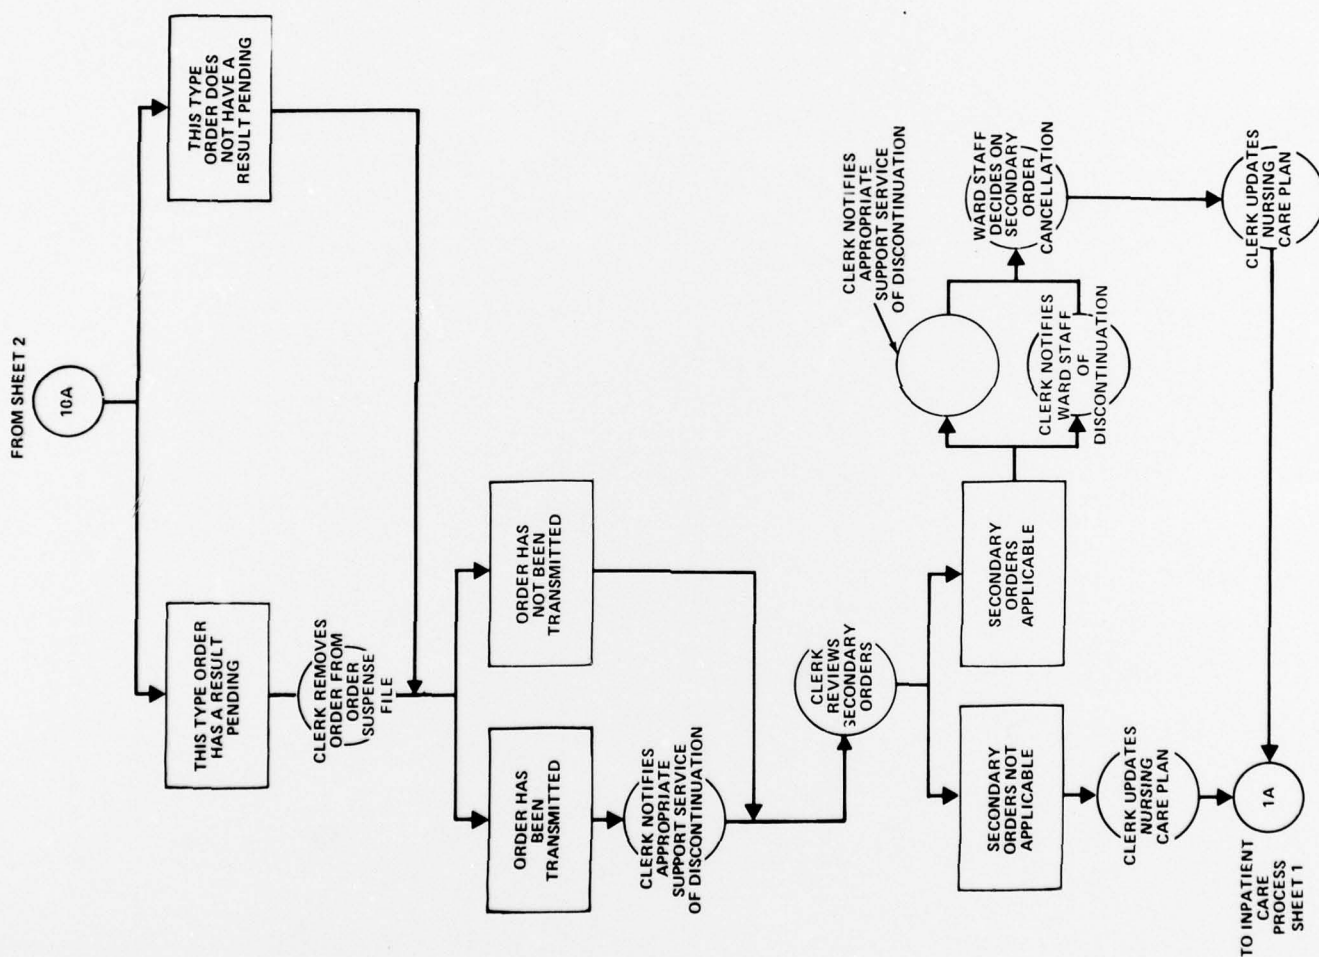 FROM SHEET 2
10A
THIS TYPE ORDER
HAS A RESULT
PENDING
THIS TYPE
ORDER DOES
NOT HAVE A
RESULT PENDING
CLERK REMOVES
ORDER FROM
ORDER
SUSPENSE
FILE
ORDER HAS
BEEN
TRANSMITTED
ORDER HAS
NOT BEEN
TRANSMITTED
CLERK NOTIFIES
APPROPRIATE
SUPPORT SERVICE
OF DISCONTINUATION
CLERK
REVIEWS
SECONDARY
ORDERS
SECONDARY
ORDERS NOT
APPLICABLE
SECONDARY
ORDERS
APPLICABLE
CLERK NOTIFIES
APPROPRIATE
SUPPORT SERVICE
OF DISCONTINUATION
CLERK NOTIFIES
WARD STAFF
OF
DISCONTINUATION
WARD STAFF
DECIDES ON
SECONDARY
ORDER
CANCELLATION
CLERK UPDATES
NURSING
CARE PLAN
CLERK UPDATES
NURSING
CARE PLAN
1A
TO INPATIENT
CARE
PROCESS
SHEET 1